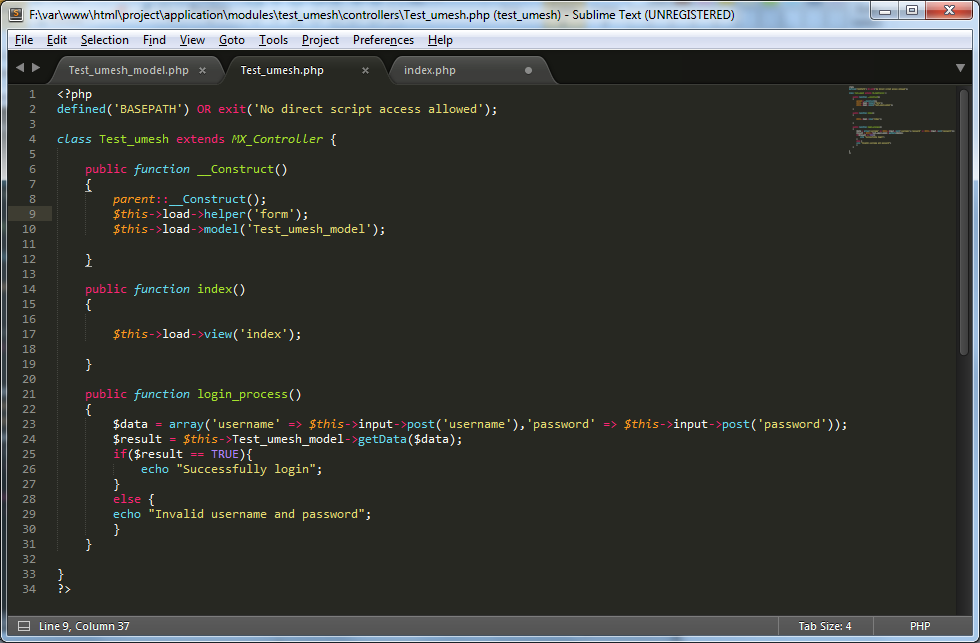 F:\var\www\html\project\application\modules\test_umesh\controllers\Test_umesh.php (test_umesh) - Sublime Text (UNREGISTERED)
File Edit Selection Find View Goto Tools Project Preferences Help
Test_umesh_model.php × Test_umesh.php × index.php
1 <?php
2 defined('BASEPATH') OR exit('No direct script access allowed');
3
4 class Test_umesh extends MX_Controller {
5
6     public function __Construct()
7     {
8         parent::__Construct();
9         $this->load->helper('form');
10         $this->load->model('Test_umesh_model');
11
12     }
13
14     public function index()
15     {
16
17         $this->load->view('index');
18
19     }
20
21     public function login_process()
22     {
23         $data = array('username' => $this->input->post('username'),'password' => $this->input->post('password'));
24         $result = $this->Test_umesh_model->getData($data);
25         if($result == TRUE){
26             echo "Successfully login";
27         }
28         else {
29         echo "Invalid username and password";
30         }
31     }
32
33 }
34 ?>
Line 9, Column 37 Tab Size: 4 PHP